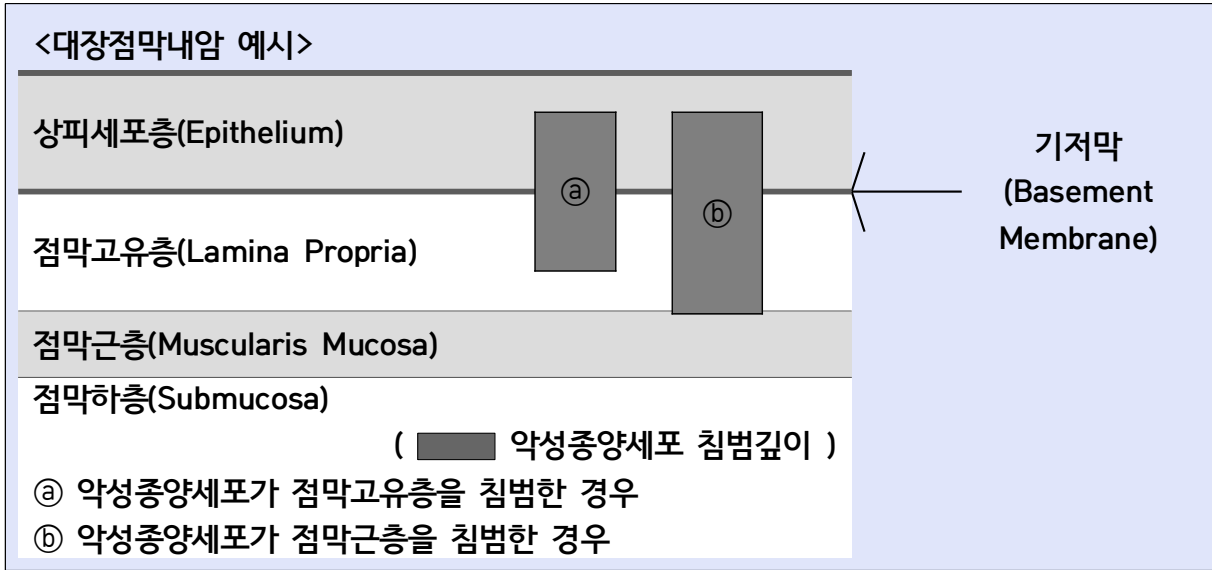 <대장점막내암 예시>
상피세포층(Epithelium)
기저막
(Basement
Membrane)
ⓐ
ⓑ
점막고유층(Lamina Propria)
점막근층(Muscularis Mucosa)
점막하층(Submucosa)
( 악성종양세포 침범깊이 )
ⓐ 악성종양세포가 점막고유층을 침범한 경우
ⓑ 악성종양세포가 점막근층을 침범한 경우